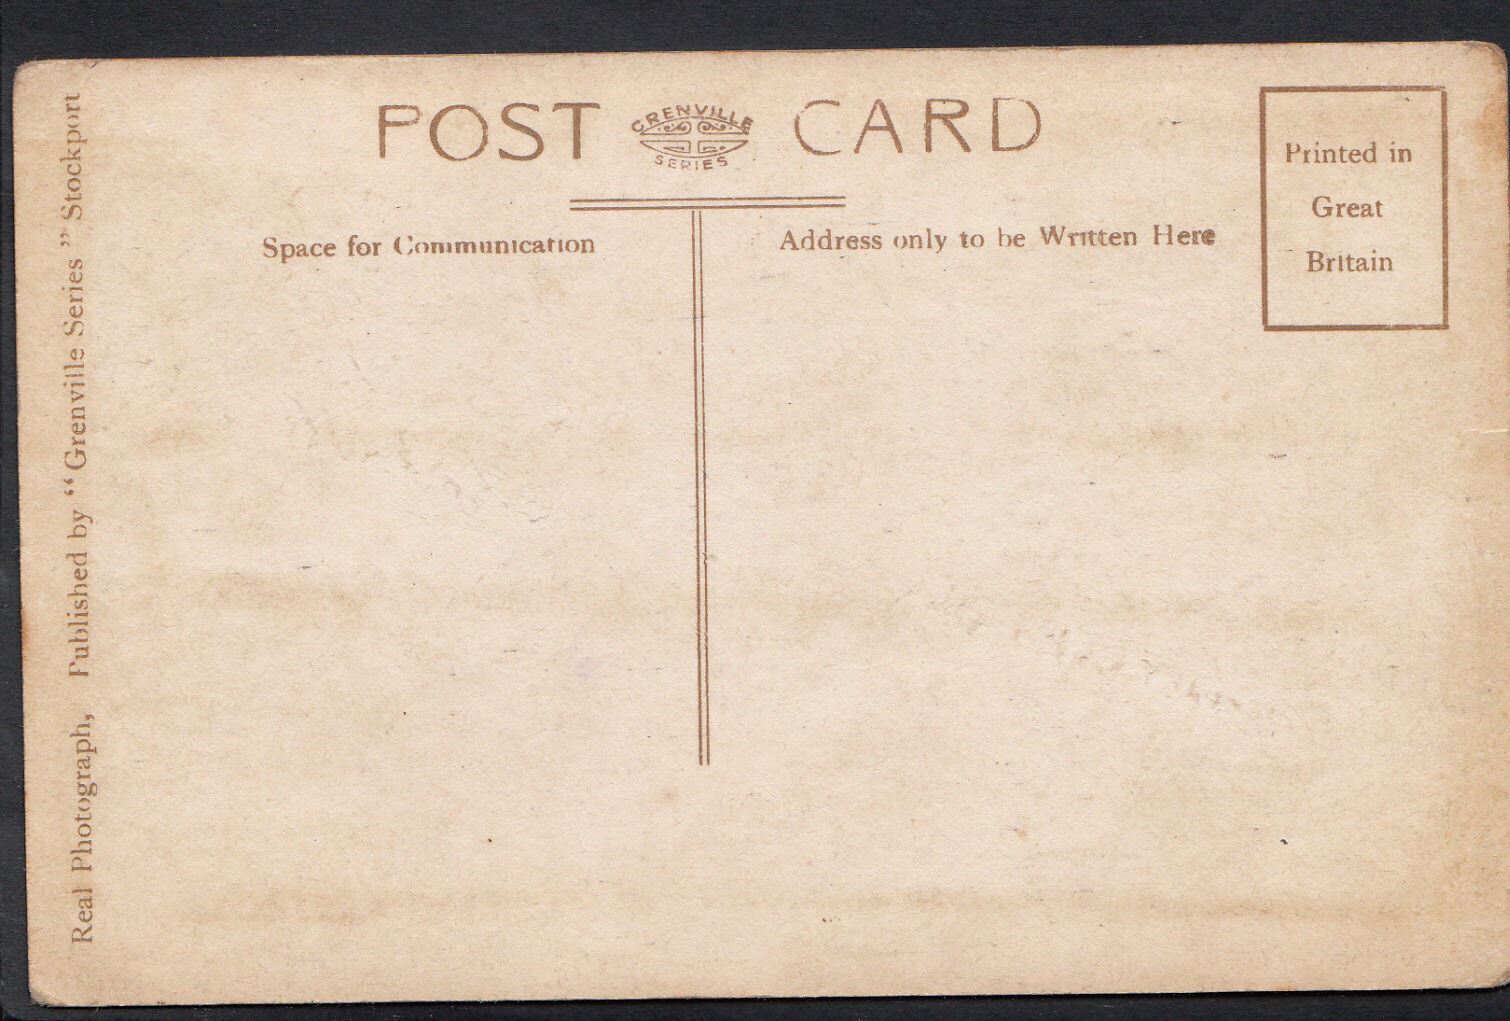 POST GRENVILLE SERIES CARD
Printed in
Great
Britain
Space for Communication
Address only to be Written Here
Real Photograph, Published by "Grenville Series" Stockport